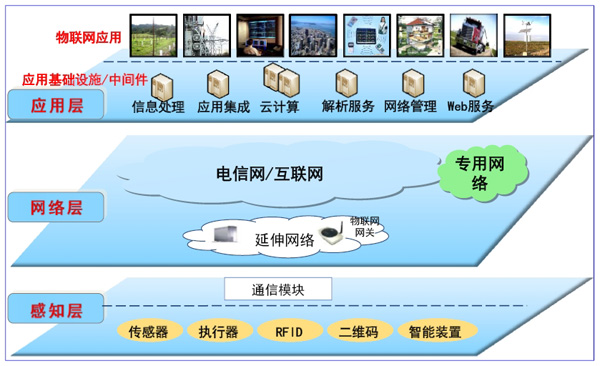 物联网应用
应用基础设施/中间件
应用层
信息处理
应用集成
云计算
解析服务
网络管理
Web服务
电信网/互联网
专用网
络
网络层
延伸网络
物联网
网关
通信模块
感知层
传感器
执行器
RFID
二维码
智能装置